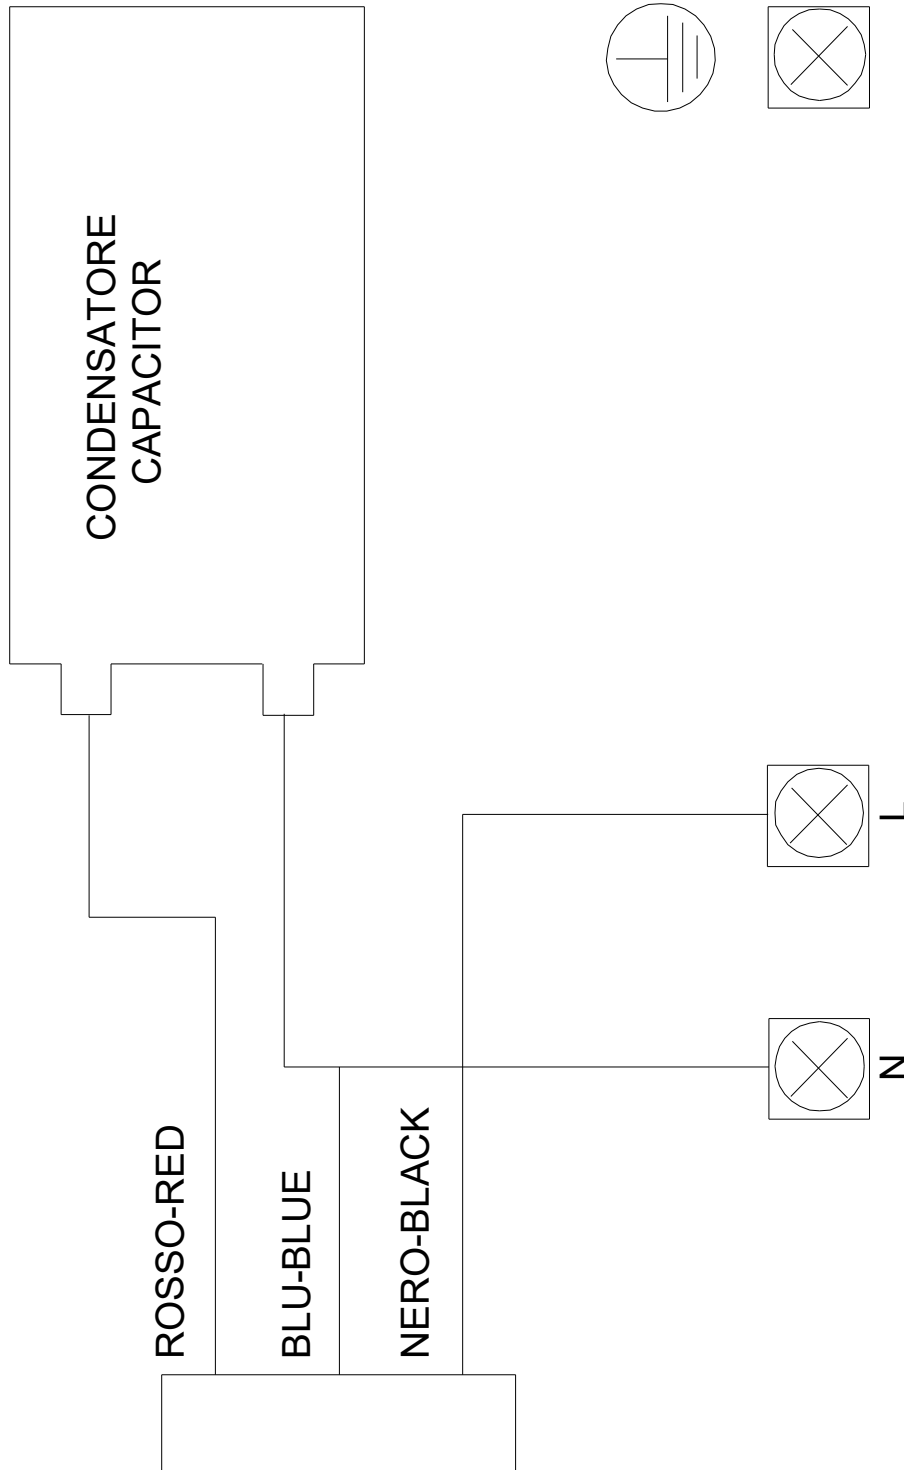 CONDENSATORE
CAPACITOR
ROSSO-RED
BLU-BLUE
NERO-BLACK
N
L